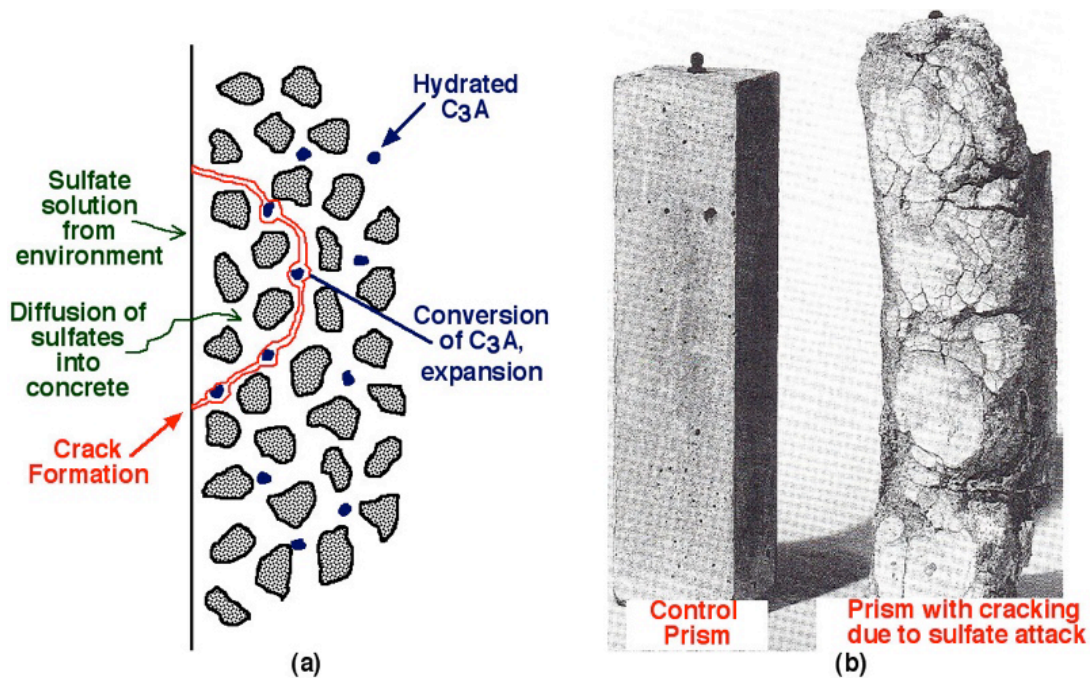 (a)
Hydrated
C3A
Sulfate
solution
from
environment
Diffusion of
sulfates
into
concrete
Conversion
of C3A,
expansion
Crack
Formation
(a)
(b)
Control
Prism
Prism with cracking
due to sulfate attack
(b)